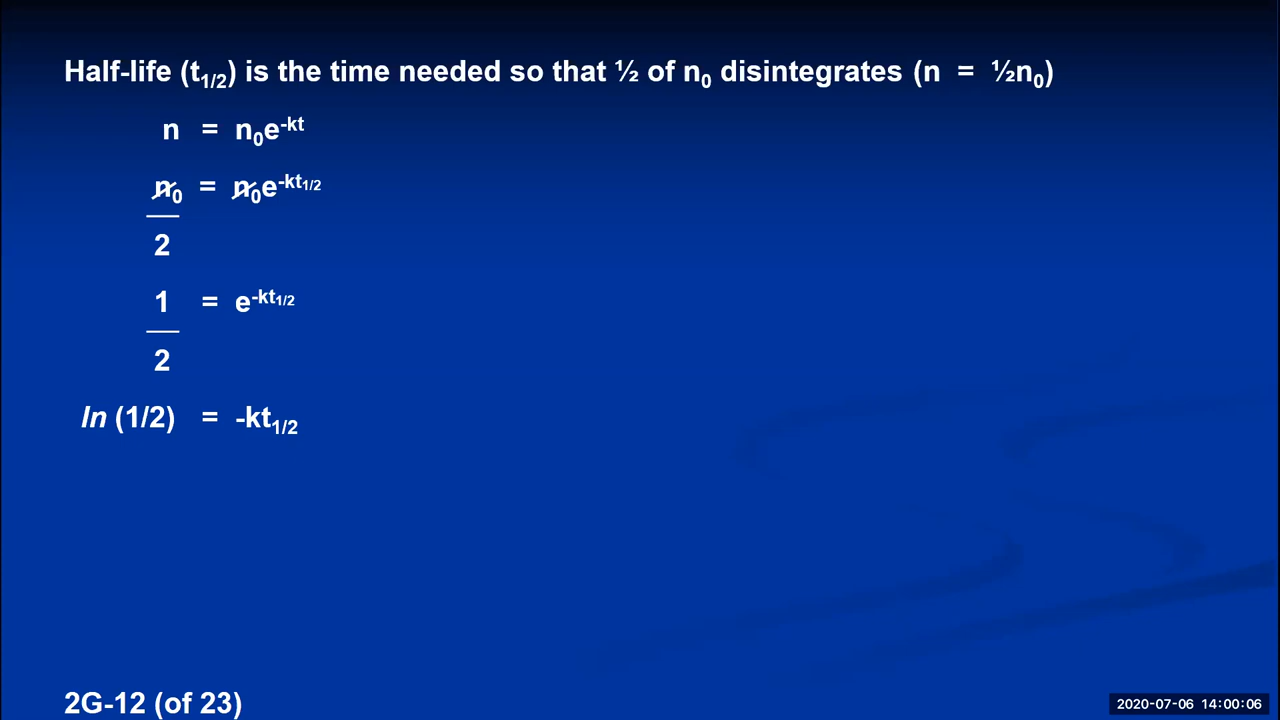 Half-life (t1/2) is the time needed so that ½ of n0 disintegrates (n = ½n0)
n = n0e-kt
n0 = n0e-kt1/2
2
1 = e-kt1/2
2
ln (1/2) = -kt1/2
2G-12 (of 23)
2020-07-06 14:00:06